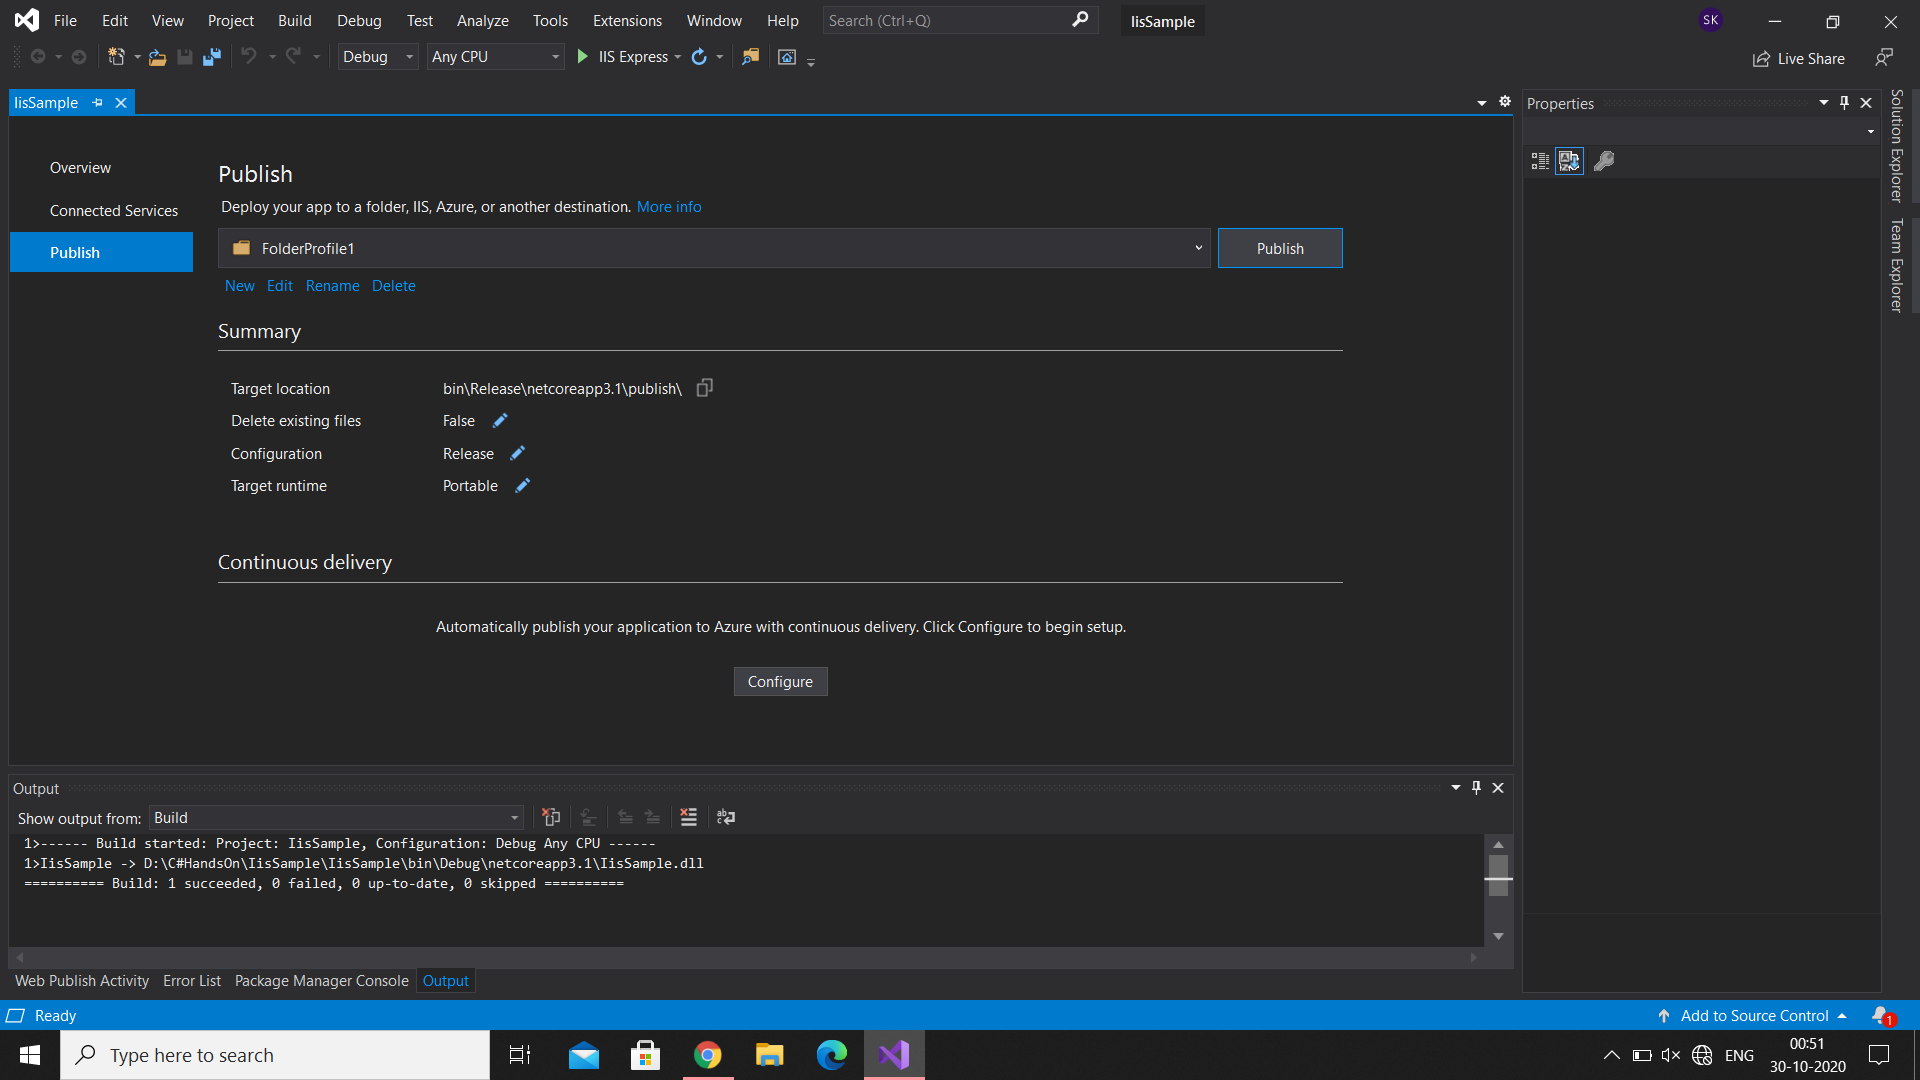 File Edit View Project Build Debug Test Analyze Tools Extensions Window Help Search (Ctrl+Q) IisSample SK
Debug Any CPU IIS Express Live Share
IisSample
Properties
Solution Explorer
Team Explorer
Overview
Connected Services
Publish
Publish
Deploy your app to a folder, IIS, Azure, or another destination. More info
FolderProfile1 Publish
New Edit Rename Delete
Summary
Target location bin\Release\netcoreapp3.1\publish\
Delete existing files False
Configuration Release
Target runtime Portable
Continuous delivery
Automatically publish your application to Azure with continuous delivery. Click Configure to begin setup.
Configure
Output
Show output from: Build
1>------ Build started: Project: IisSample, Configuration: Debug Any CPU ------
1>IisSample -> D:\C#HandsOn\IisSample\IisSample\bin\Debug\netcoreapp3.1\IisSample.dll
========== Build: 1 succeeded, 0 failed, 0 up-to-date, 0 skipped ==========
Web Publish Activity Error List Package Manager Console Output
Ready Add to Source Control 1
Type here to search ENG 00:51
30-10-2020